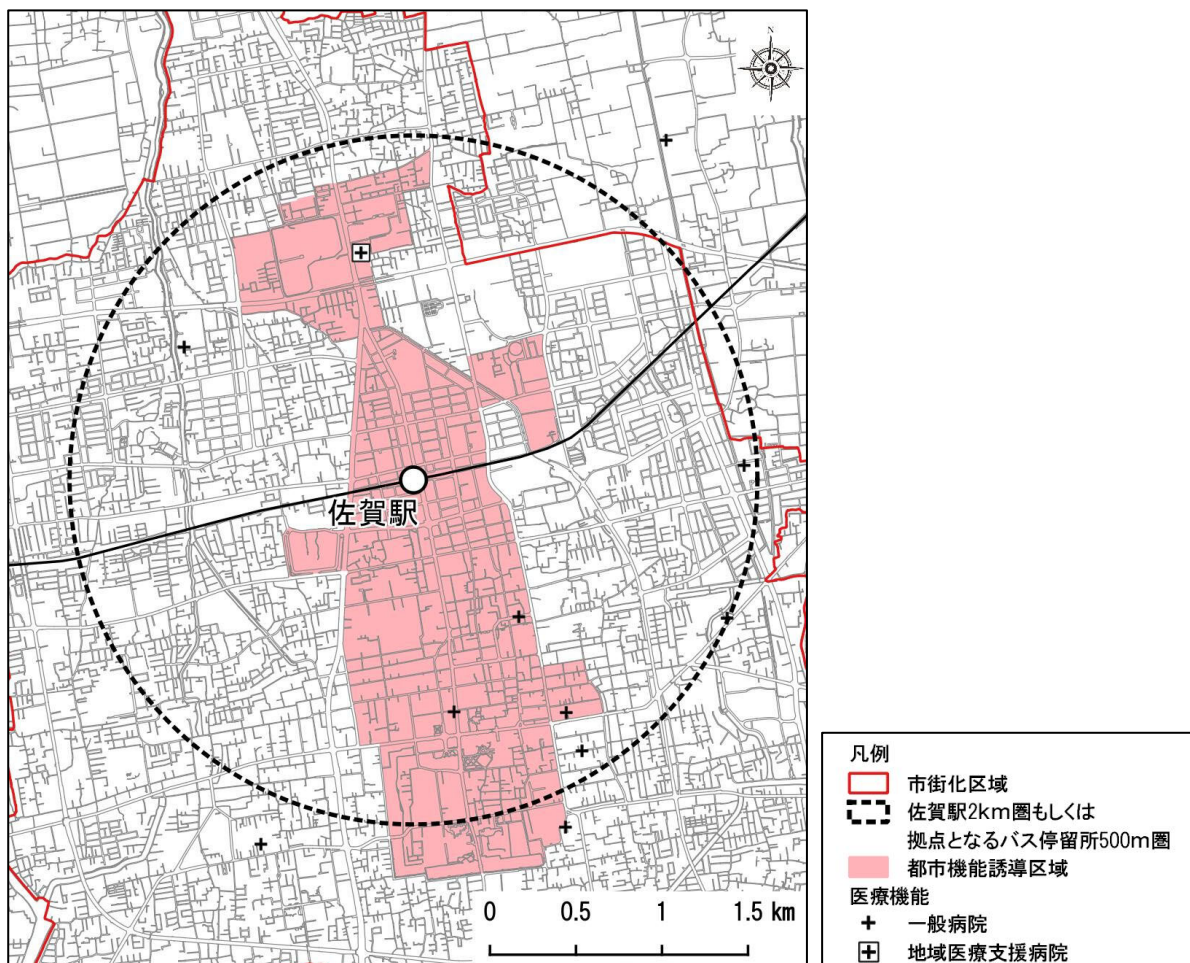 N
佐賀駅
0 0.5 1 1.5 km
凡例
市街化区域
佐賀駅2km圏もしくは
拠点となるバス停留所500m圏
都市機能誘導区域
医療機能
一般病院
地域医療支援病院